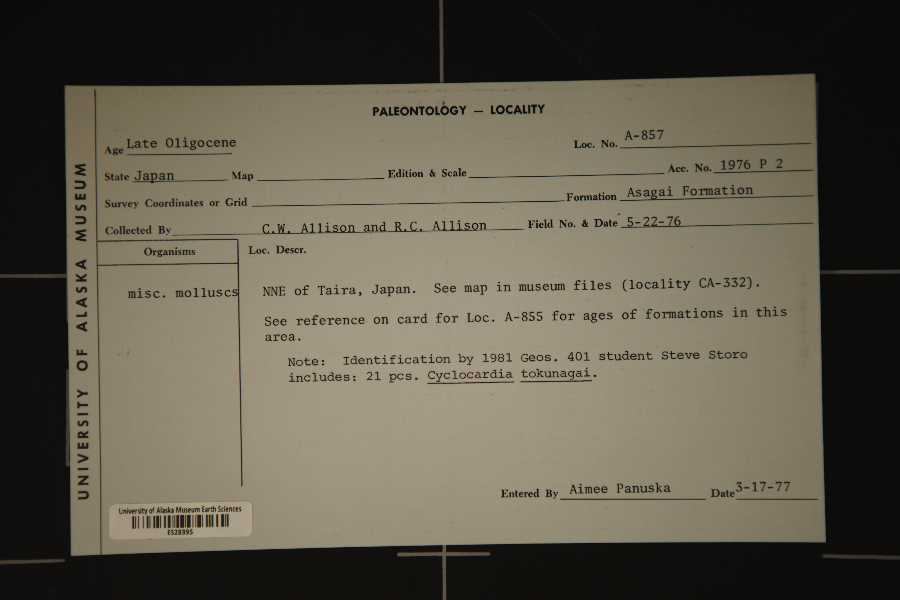 PALEONTOLOGY — LOCALITY
Age Late Oligocene Loc. No. A-857
State Japan Map Edition & Scale Acc. No. 1976 P 2
Survey Coordinates or Grid Formation Asagai Formation
Collected By C.W. Allison and R.C. Allison Field No. & Date 5-22-76
Organisms Loc. Descr.
misc. molluscs NNE of Taira, Japan. See map in museum files (locality CA-332).
See reference on card for Loc. A-855 for ages of formations in this
area.
Note: Identification by 1981 Geos. 401 student Steve Storo
includes: 21 pcs. Cyclocardia tokunagai.
Entered By Aimee Panuska Date 3-17-77
University of Alaska Museum Earth Sciences
ES28395
UNIVERSITY OF ALASKA MUSEUM